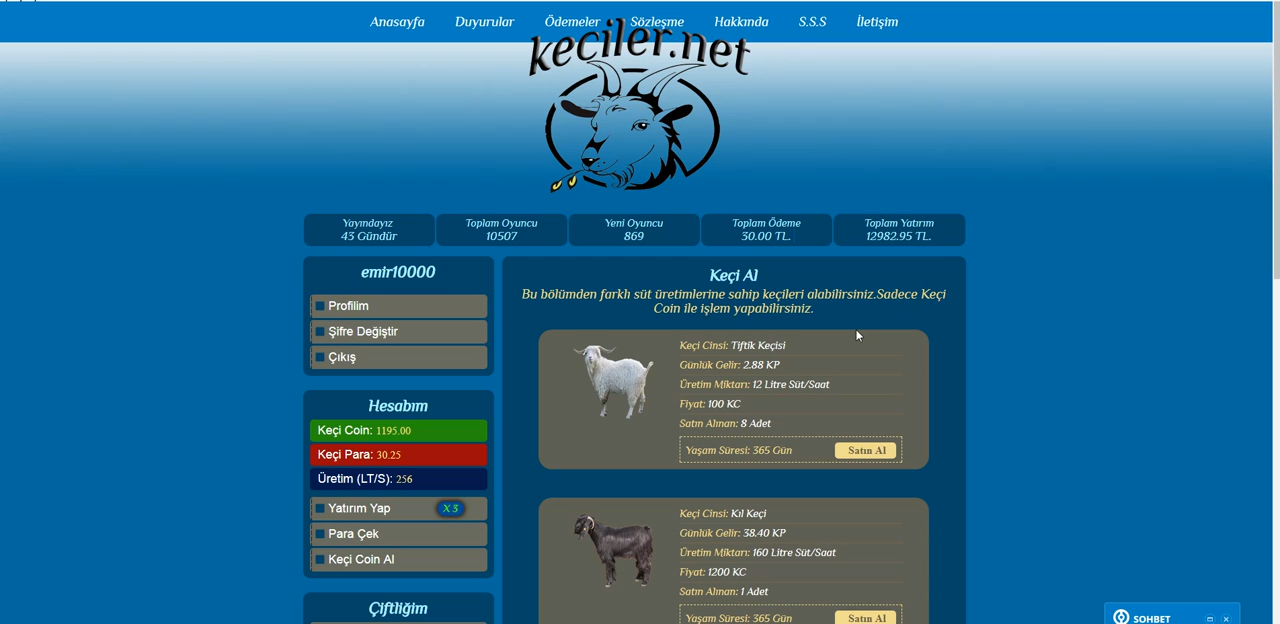 Anasayfa Duyurular Ödemeler Sözleşme Hakkında S.S.S İletişim
keciler.net
Yayındayız
43 Gündür
Toplam Oyuncu
10507
Yeni Oyuncu
869
Toplam Ödeme
30.00 TL.
Toplam Yatırım
12982.95 TL.
emir10000
Profilim
Şifre Değiştir
Çıkış
Hesabım
Keçi Coin: 1195.00
Keçi Para: 30.25
Üretim (LT/S): 256
Yatırım Yap X 3
Para Çek
Keçi Coin Al
Çiftliğim
Keçi Al
Bu bölümden farklı süt üretimlerine sahip keçileri alabilirsiniz.Sadece Keçi
Coin ile işlem yapabilirsiniz.
Keçi Cinsi: Tiftik Keçisi
Günlük Gelir: 2.88 KP
Üretim Miktarı: 12 Litre Süt/Saat
Fiyat: 100 KC
Satın Alınan: 8 Adet
Yaşam Süresi: 365 Gün Satın Al
Keçi Cinsi: Kıl Keçi
Günlük Gelir: 38.40 KP
Üretim Miktarı: 160 Litre Süt/Saat
Fiyat: 1200 KC
Satın Alınan: 1 Adet
Yaşam Süresi: 365 Gün Satın Al
SOHBET